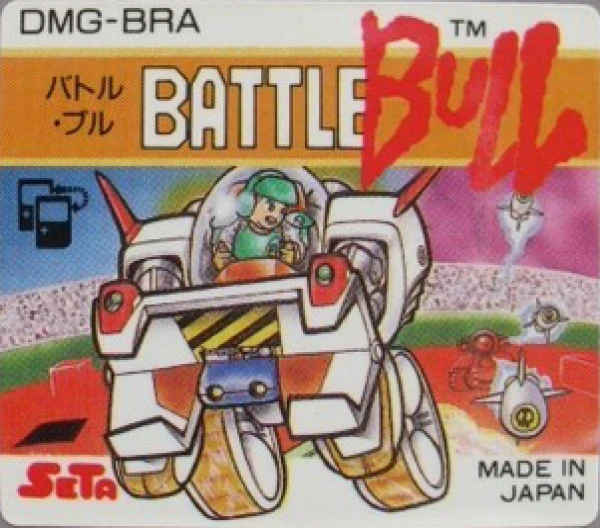 DMG-BRA
TM
バトル
・ブル
BATTLE BULL
SETA
MADE IN
JAPAN